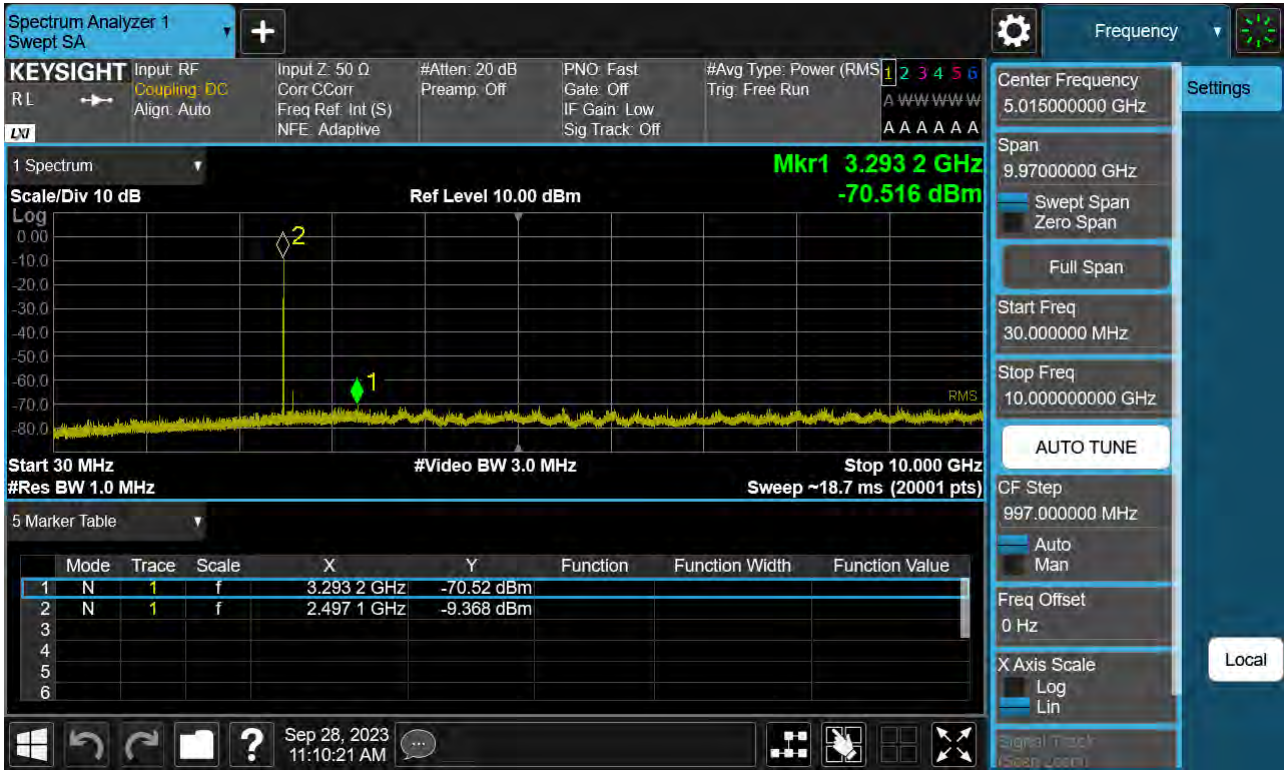 Spectrum Analyzer 1
Swept SA
Frequency
KEYSIGHT
RL
LXI
Input: RF
Coupling: DC
Align: Auto
Input Z: 50 Ω
Corr CCorr
Freq Ref: Int (S)
NFE: Adaptive
#Atten: 20 dB
Preamp: Off
PNO: Fast
Gate: Off
IF Gain: Low
Sig Track: Off
#Avg Type: Power (RMS
Trig: Free Run
1 2 3 4 5 6
A W W W W W
A A A A A A
1 Spectrum
Mkr1 3.293 2 GHz
-70.516 dBm
Scale/Div 10 dB
Ref Level 10.00 dBm
Log
0.00
-10.0
-20.0
-30.0
-40.0
-50.0
-60.0
-70.0
-80.0
2
1
RMS
Start 30 MHz
#Video BW 3.0 MHz
Stop 10.000 GHz
#Res BW 1.0 MHz
Sweep ~18.7 ms (20001 pts)
5 Marker Table
Mode Trace Scale X Y Function Function Width Function Value
1 N 1 f 3.293 2 GHz -70.52 dBm
2 N 1 f 2.497 1 GHz -9.368 dBm
3
4
5
6
Sep 28, 2023
11:10:21 AM
Center Frequency
5.015000000 GHz
Settings
Span
9.97000000 GHz
Swept Span
Zero Span
Full Span
Start Freq
30.000000 MHz
Stop Freq
10.000000000 GHz
AUTO TUNE
CF Step
997.000000 MHz
Auto
Man
Freq Offset
0 Hz
X Axis Scale
Log
Lin
Local
Signal Track
(Span Zoom)